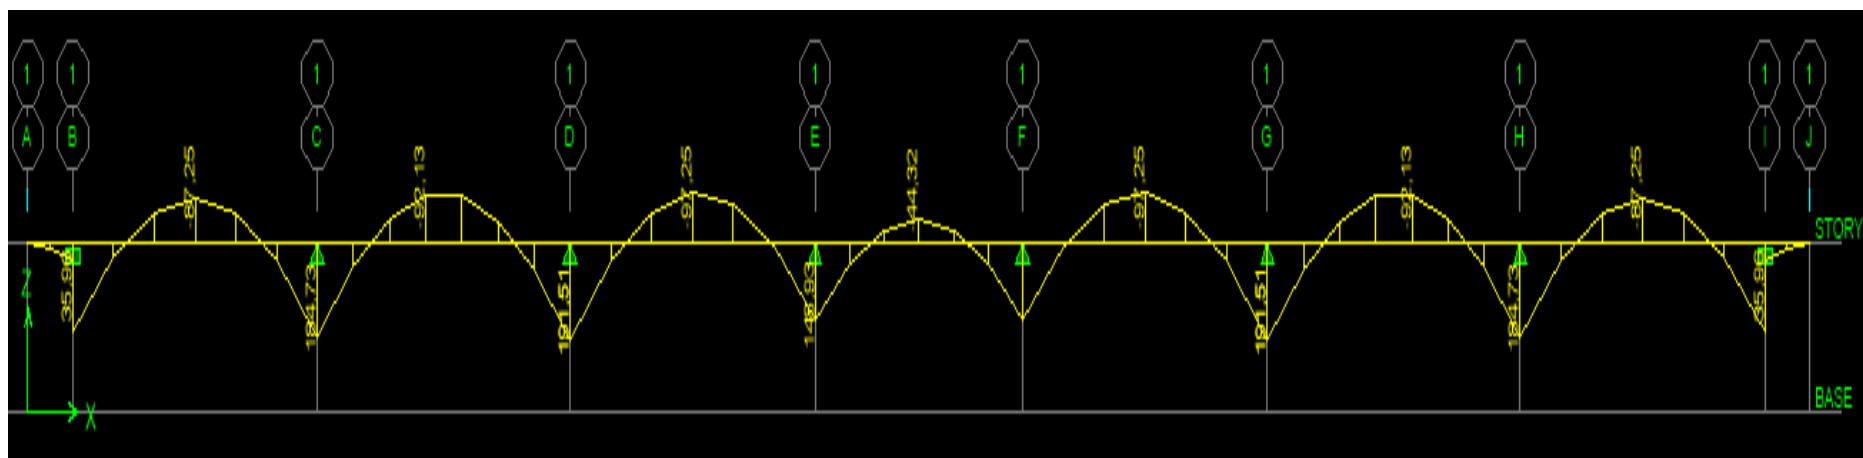 1 1 1 1 1 1 1 1 1 1
A B C D E F G H I J
-87,25 -92,13 -97,25 -44,32 -97,25 -92,13 -87,25
STORY
35,96 184,73 191,51 148,93 191,51 184,73 35,96
Z
BASE
X